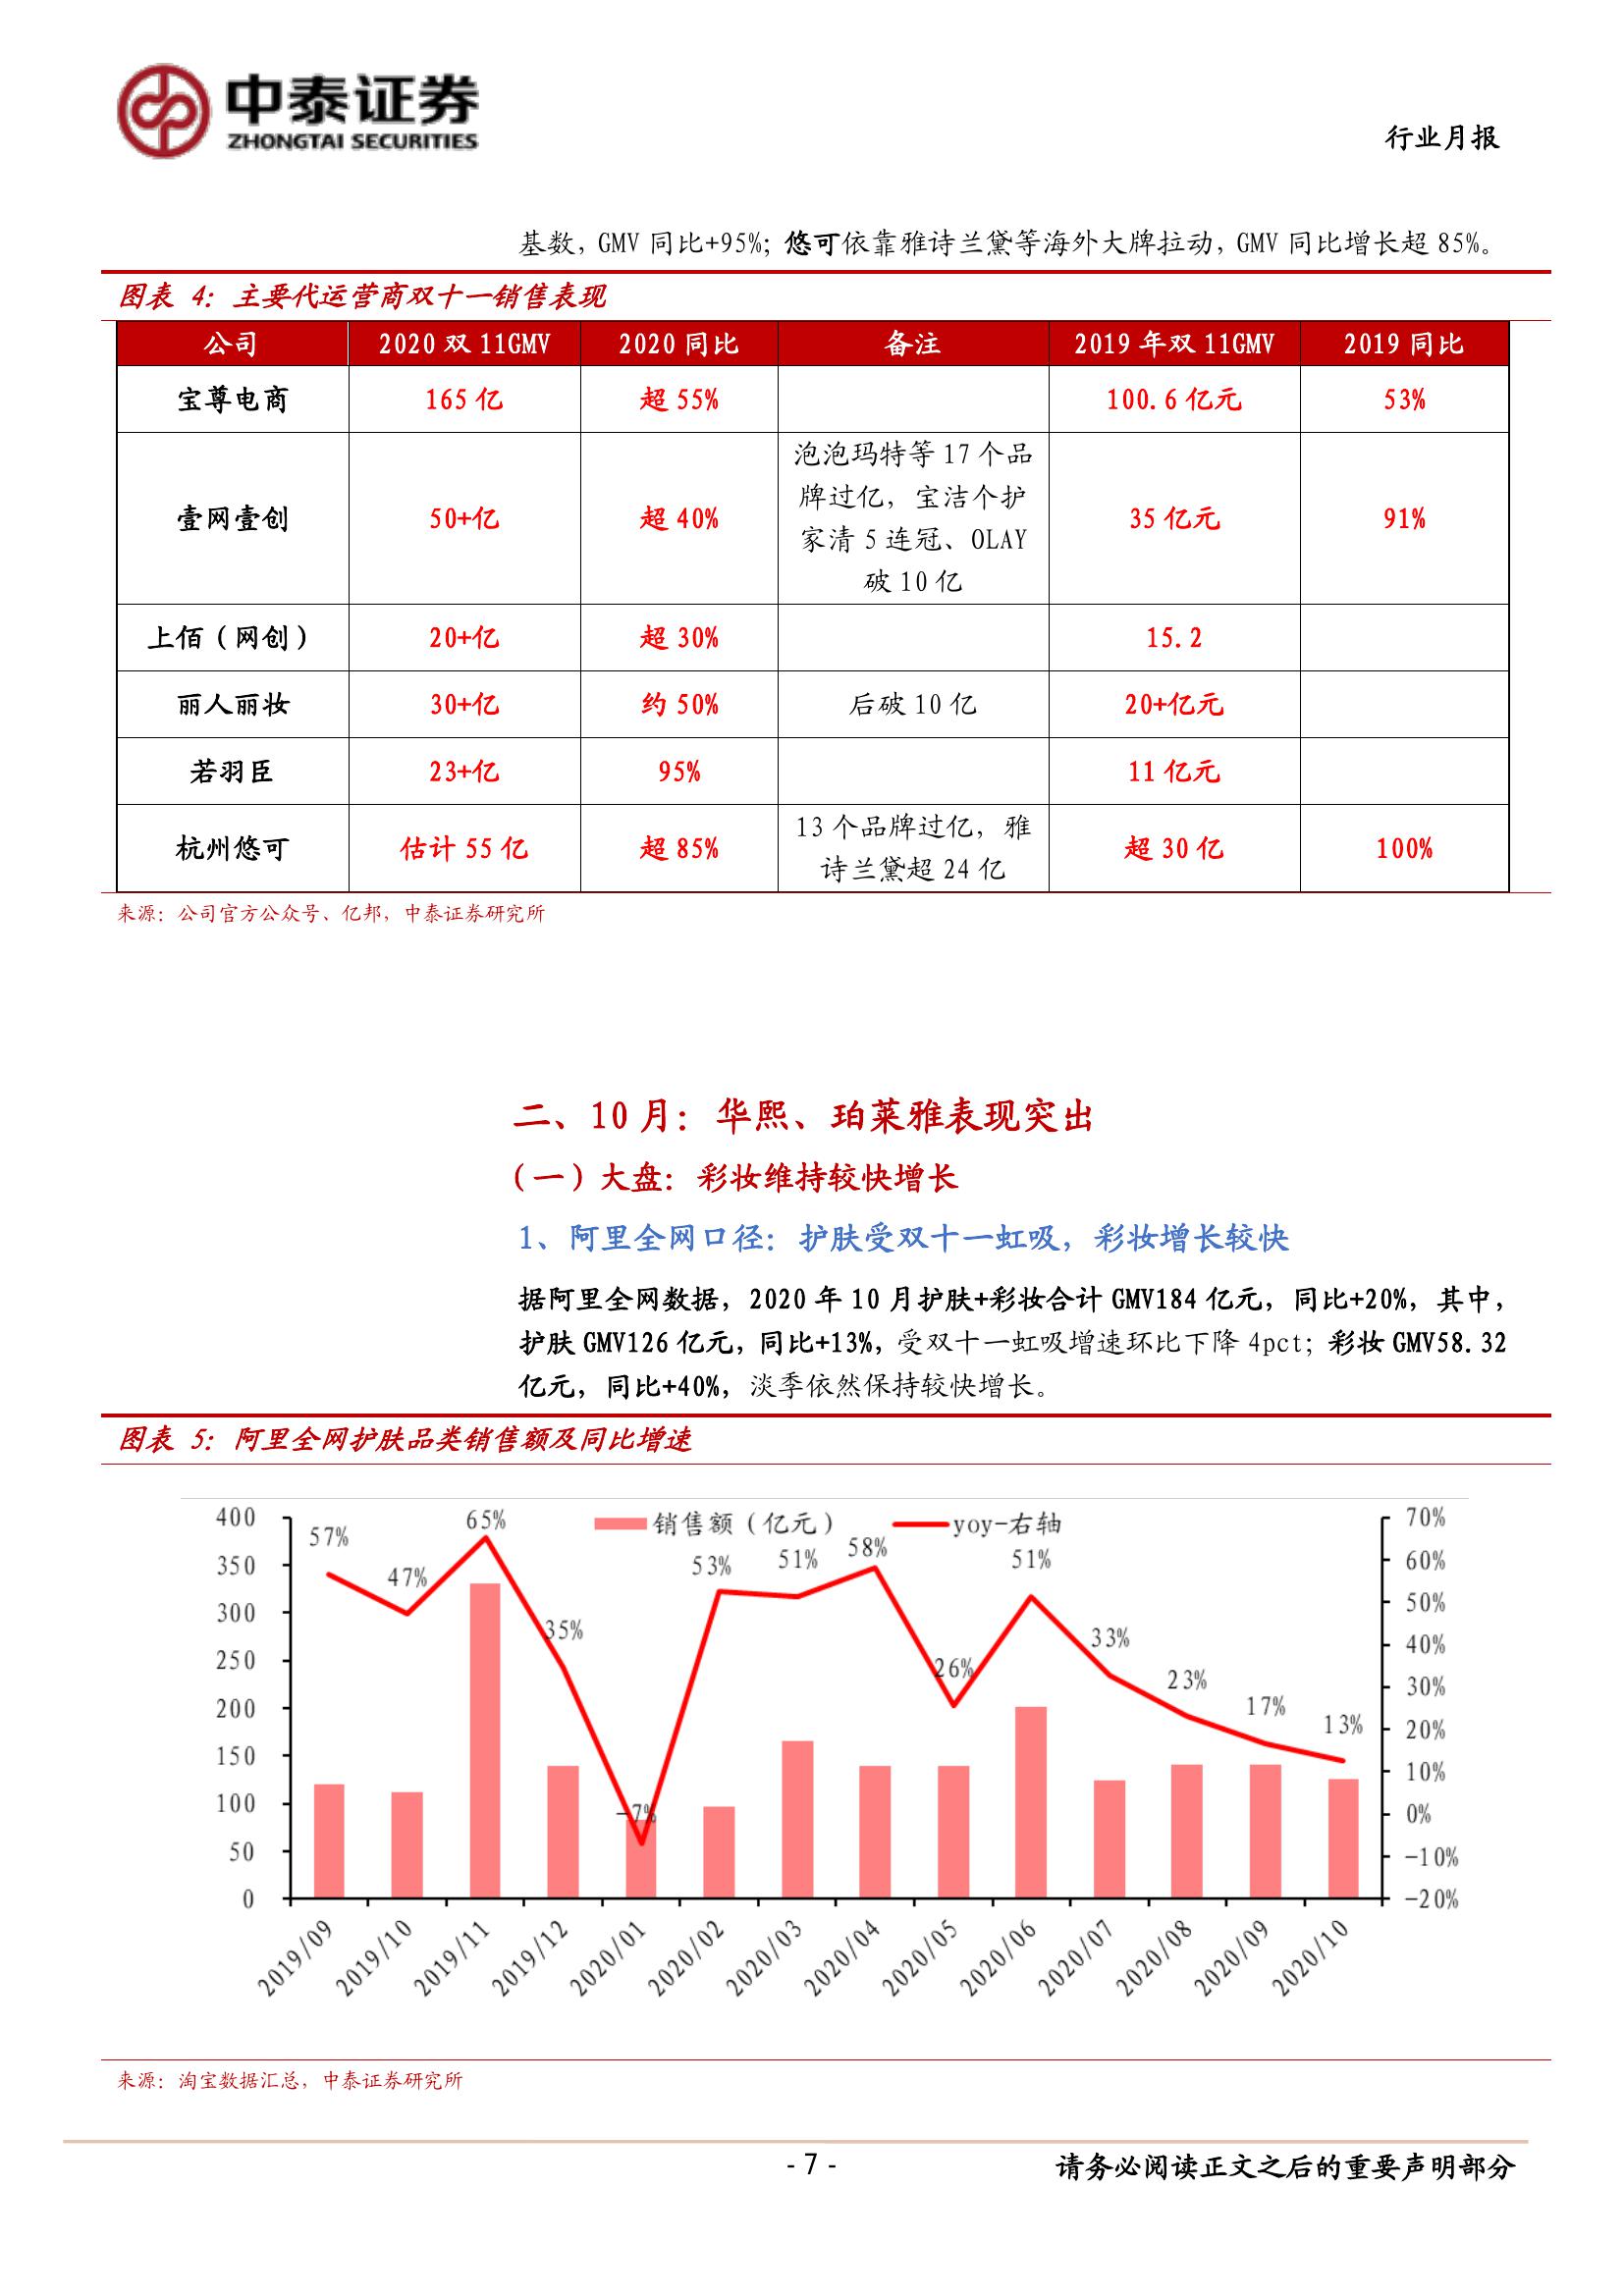 中泰证券
ZHONGTAI SECURITIES
行业月报
基数，GMV 同比+95%；悠可依靠雅诗兰黛等海外大牌拉动，GMV 同比增长超 85%。
图表 4：主要代运营商双十一销售表现
公司 2020 双 11GMV 2020 同比 备注 2019 年双 11GMV 2019 同比
宝尊电商 165 亿 超 55% 100.6 亿元 53%
泡泡玛特等 17 个品
牌过亿，宝洁个护
壹网壹创 50+亿 超 40% 35 亿元 91%
家清 5 连冠、OLAY
破 10 亿
上佰（网创） 20+亿 超 30% 15.2
丽人丽妆 30+亿 约 50% 后破 10 亿 20+亿元
若羽臣 23+亿 95% 11 亿元
杭州悠可 估计 55 亿 超 85% 13 个品牌过亿，雅 超 30 亿 100%
诗兰黛超 24 亿
来源：公司官方公众号、亿邦，中泰证券研究所
二、10 月：华熙、珀莱雅表现突出
（一）大盘：彩妆维持较快增长
1、阿里全网口径：护肤受双十一虹吸，彩妆增长较快
据阿里全网数据，2020 年 10 月护肤+彩妆合计 GMV184 亿元，同比+20%，其中，
护肤 GMV126 亿元，同比+13%，受双十一虹吸增速环比下降 4pct；彩妆 GMV58.32
亿元，同比+40%，淡季依然保持较快增长。
图表 5：阿里全网护肤品类销售额及同比增速
销售额（亿元） yoy-右轴
400
350
300
250
200
150
100
50
0
57% 47% 65% 35% -7% 53% 51% 58% 26% 51% 33% 23% 17% 13%
70%
60%
50%
40%
30%
20%
10%
0%
-10%
-20%
2019/09 2019/10 2019/11 2019/12 2020/01 2020/02 2020/03 2020/04 2020/05 2020/06 2020/07 2020/08 2020/09 2020/10
来源：淘宝数据汇总，中泰证券研究所
- 7 -
请务必阅读正文之后的重要声明部分